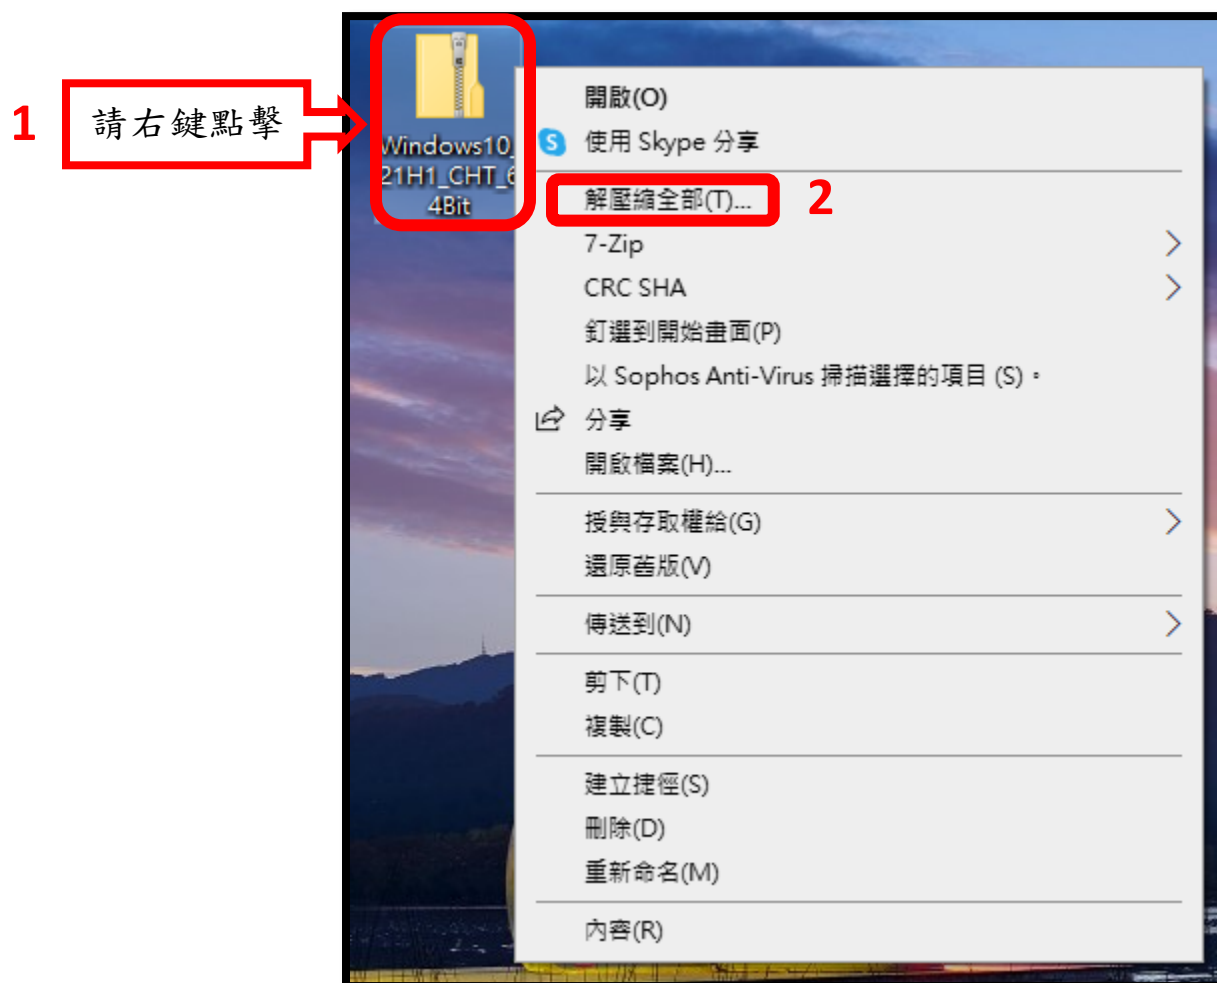 1
請右鍵點擊
Windows10_
21H1_CHT_6
4Bit
開啟(O)
使用 Skype 分享
解壓縮全部(T)...
2
7-Zip
CRC SHA
釘選到開始畫面(P)
以 Sophos Anti-Virus 掃描選擇的項目 (S)。
分享
開啟檔案(H)...
授與存取權給(G)
還原舊版(V)
傳送到(N)
剪下(T)
複製(C)
建立捷徑(S)
刪除(D)
重新命名(M)
內容(R)